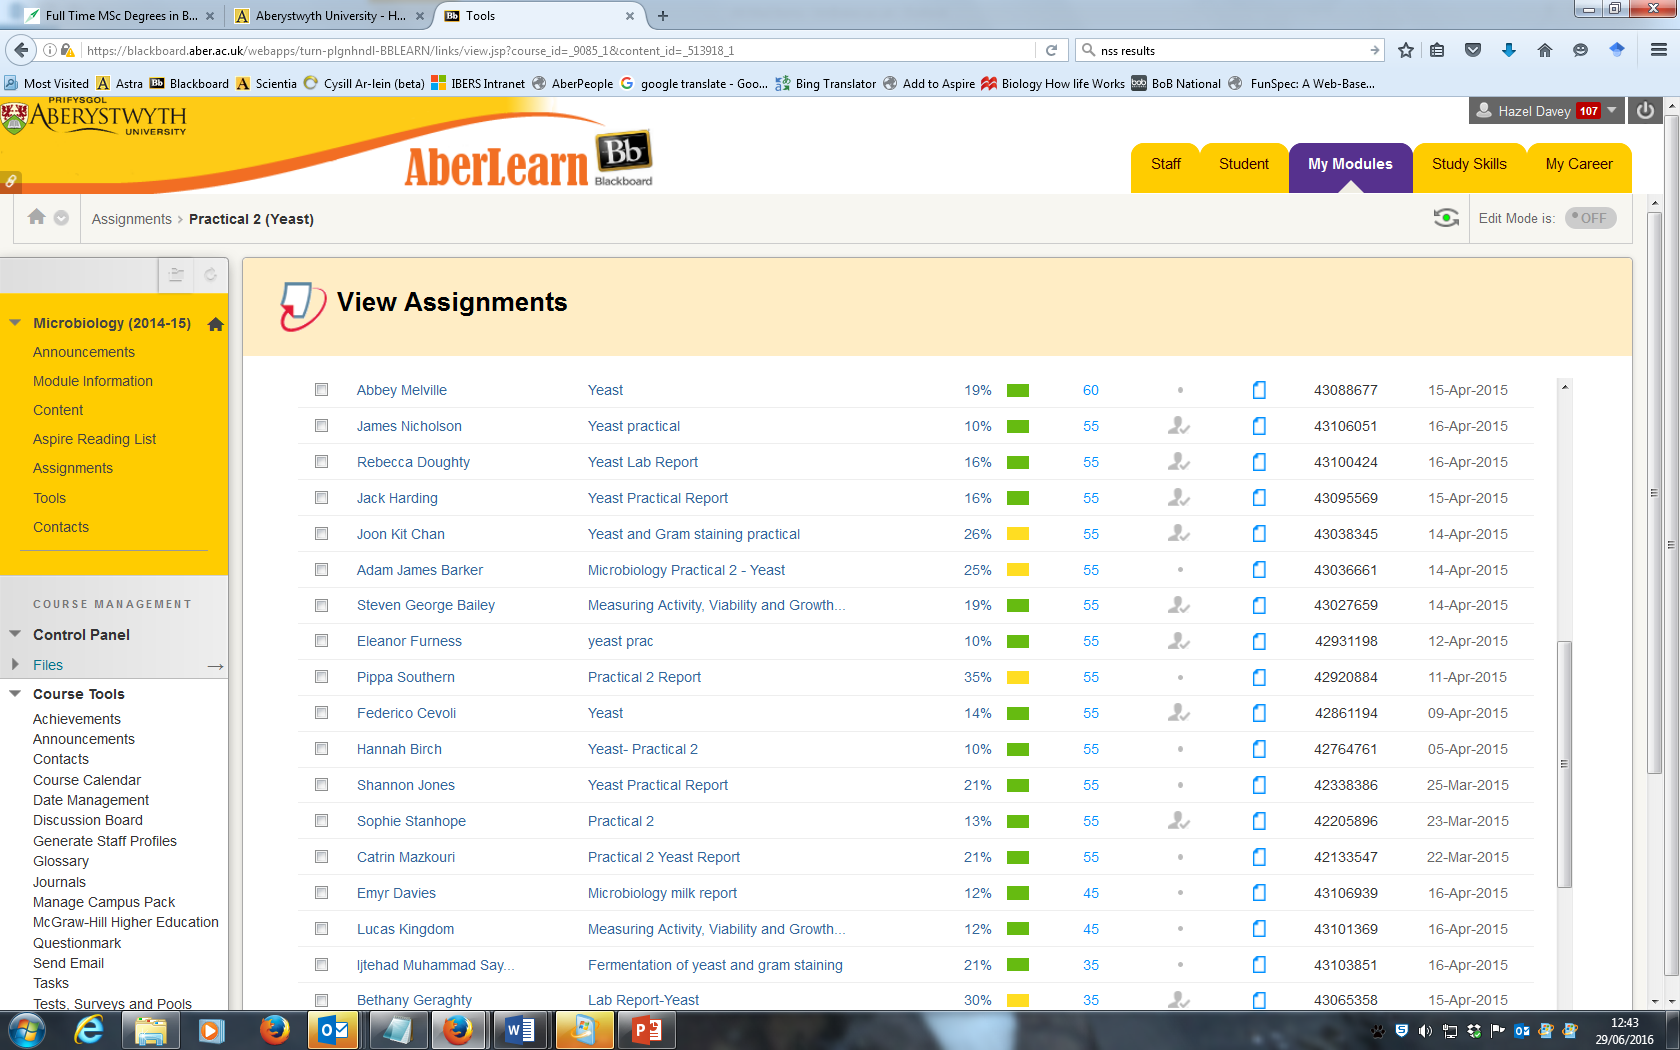 Full Time MSc Degrees in B...
Aberystwyth University - H...
Tools
https://blackboard.aber.ac.uk/webapps/turn-plgnhndl-BBLEARN/links/view.jsp?course_id=_9085_1&content_id=_513918_1
nss results
Most Visited Astra Blackboard Scientia Cysill Ar-lein (beta) IBERS Intranet AberPeople google translate - Goo... Bing Translator Add to Aspire Biology How life Works BoB National FunSpec: A Web-Base...
PRIFYSGOL
ABERYSTWYTH
UNIVERSITY
AberLearn
Bb
Blackboard
Hazel Davey 107
Staff Student My Modules Study Skills My Career
Assignments > Practical 2 (Yeast)
Edit Mode is: OFF
Microbiology (2014-15)
Announcements
Module Information
Content
Aspire Reading List
Assignments
Tools
Contacts
COURSE MANAGEMENT
Control Panel
Files
Course Tools
Achievements
Announcements
Contacts
Course Calendar
Date Management
Discussion Board
Generate Staff Profiles
Glossary
Journals
Manage Campus Pack
McGraw-Hill Higher Education
Questionmark
Send Email
Tasks
Tests, Surveys and Pools
View Assignments
Abbey Melville Yeast 19% 60 43088677 15-Apr-2015
James Nicholson Yeast practical 10% 55 43106051 16-Apr-2015
Rebecca Doughty Yeast Lab Report 16% 55 43100424 16-Apr-2015
Jack Harding Yeast Practical Report 16% 55 43095569 15-Apr-2015
Joon Kit Chan Yeast and Gram staining practical 26% 55 43038345 14-Apr-2015
Adam James Barker Microbiology Practical 2 - Yeast 25% 55 43036661 14-Apr-2015
Steven George Bailey Measuring Activity, Viability and Growth... 19% 55 43027659 14-Apr-2015
Eleanor Furness yeast prac 10% 55 42931198 12-Apr-2015
Pippa Southern Practical 2 Report 35% 55 42920884 11-Apr-2015
Federico Cevoli Yeast 14% 55 42861194 09-Apr-2015
Hannah Birch Yeast- Practical 2 10% 55 42764761 05-Apr-2015
Shannon Jones Yeast Practical Report 21% 55 42338386 25-Mar-2015
Sophie Stanhope Practical 2 13% 55 42205896 23-Mar-2015
Catrin Mazkouri Practical 2 Yeast Report 21% 55 42133547 22-Mar-2015
Emyr Davies Microbiology milk report 12% 45 43106939 16-Apr-2015
Lucas Kingdom Measuring Activity, Viability and Growth... 12% 45 43101369 16-Apr-2015
Ijtehad Muhammad Say... Fermentation of yeast and gram staining 21% 35 43103851 16-Apr-2015
Bethany Geraghty Lab Report-Yeast 30% 35 43065358 15-Apr-2015
12:43
29/06/2016